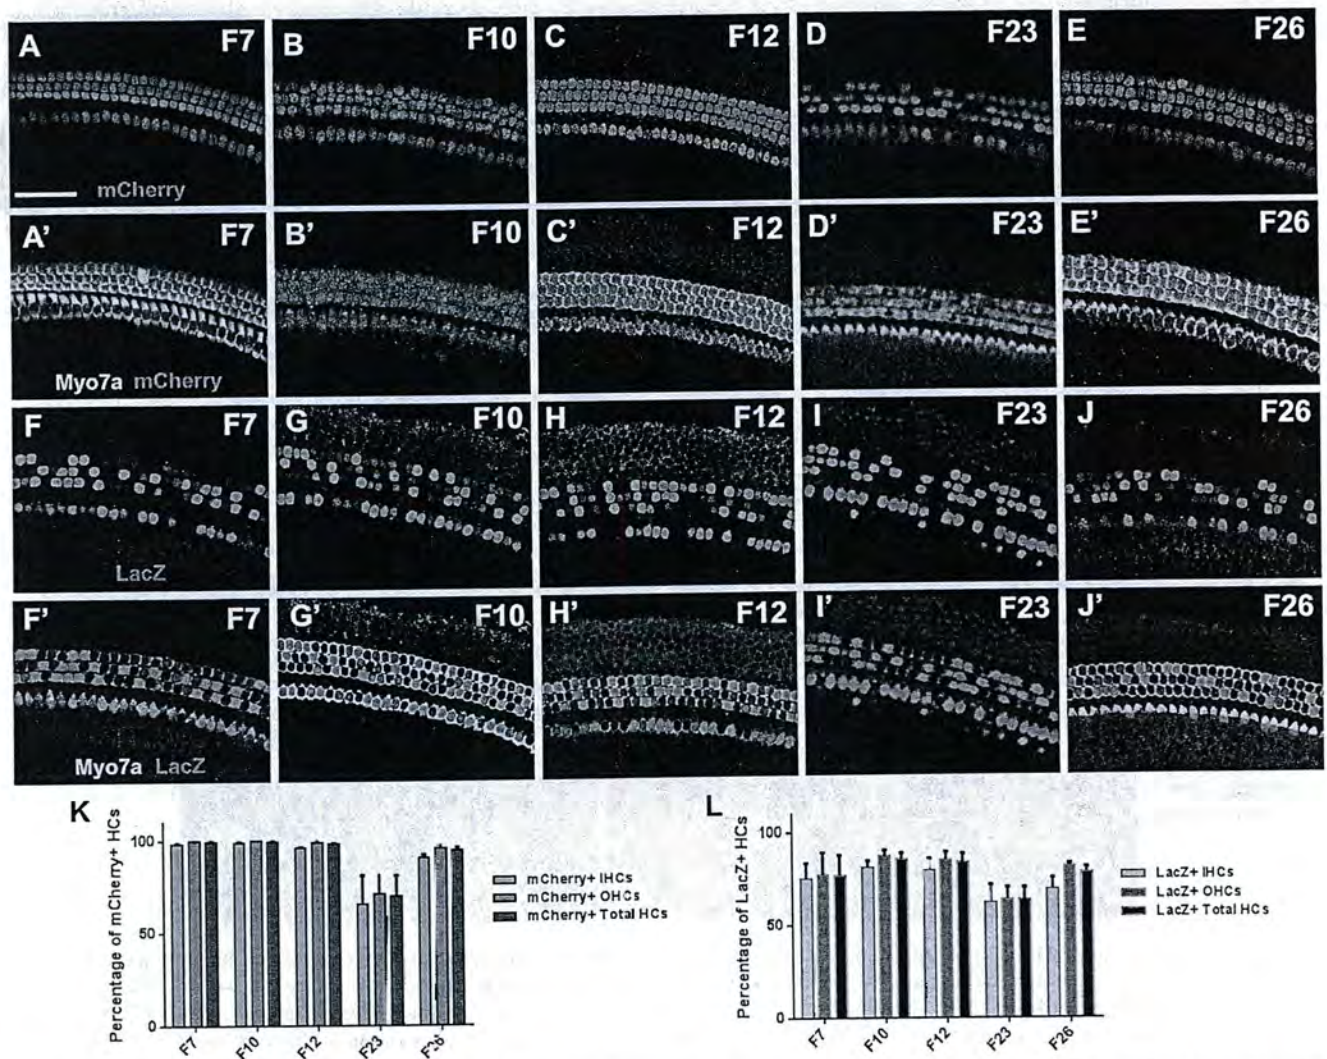 A F7
B F10
C F12
D F23
E F26
mCherry
A' F7
B' F10
C' F12
D' F23
E' F26
Myo7a mCherry
F F7
G F10
H F12
I F23
J F26
LacZ
F' F7
G' F10
H' F12
I' F23
J' F26
Myo7a LacZ
K
Percentage of mCherry+ HCs
100
50
0
F7 F10 F12 F23 F26
mCherry+ IHCs
mCherry+ OHCs
mCherry+ Total HCs
L
Percentage of LacZ+ HCs
100
50
0
F7 F10 F12 F23 F26
LacZ+ IHCs
LacZ+ OHCs
LacZ+ Total HCs